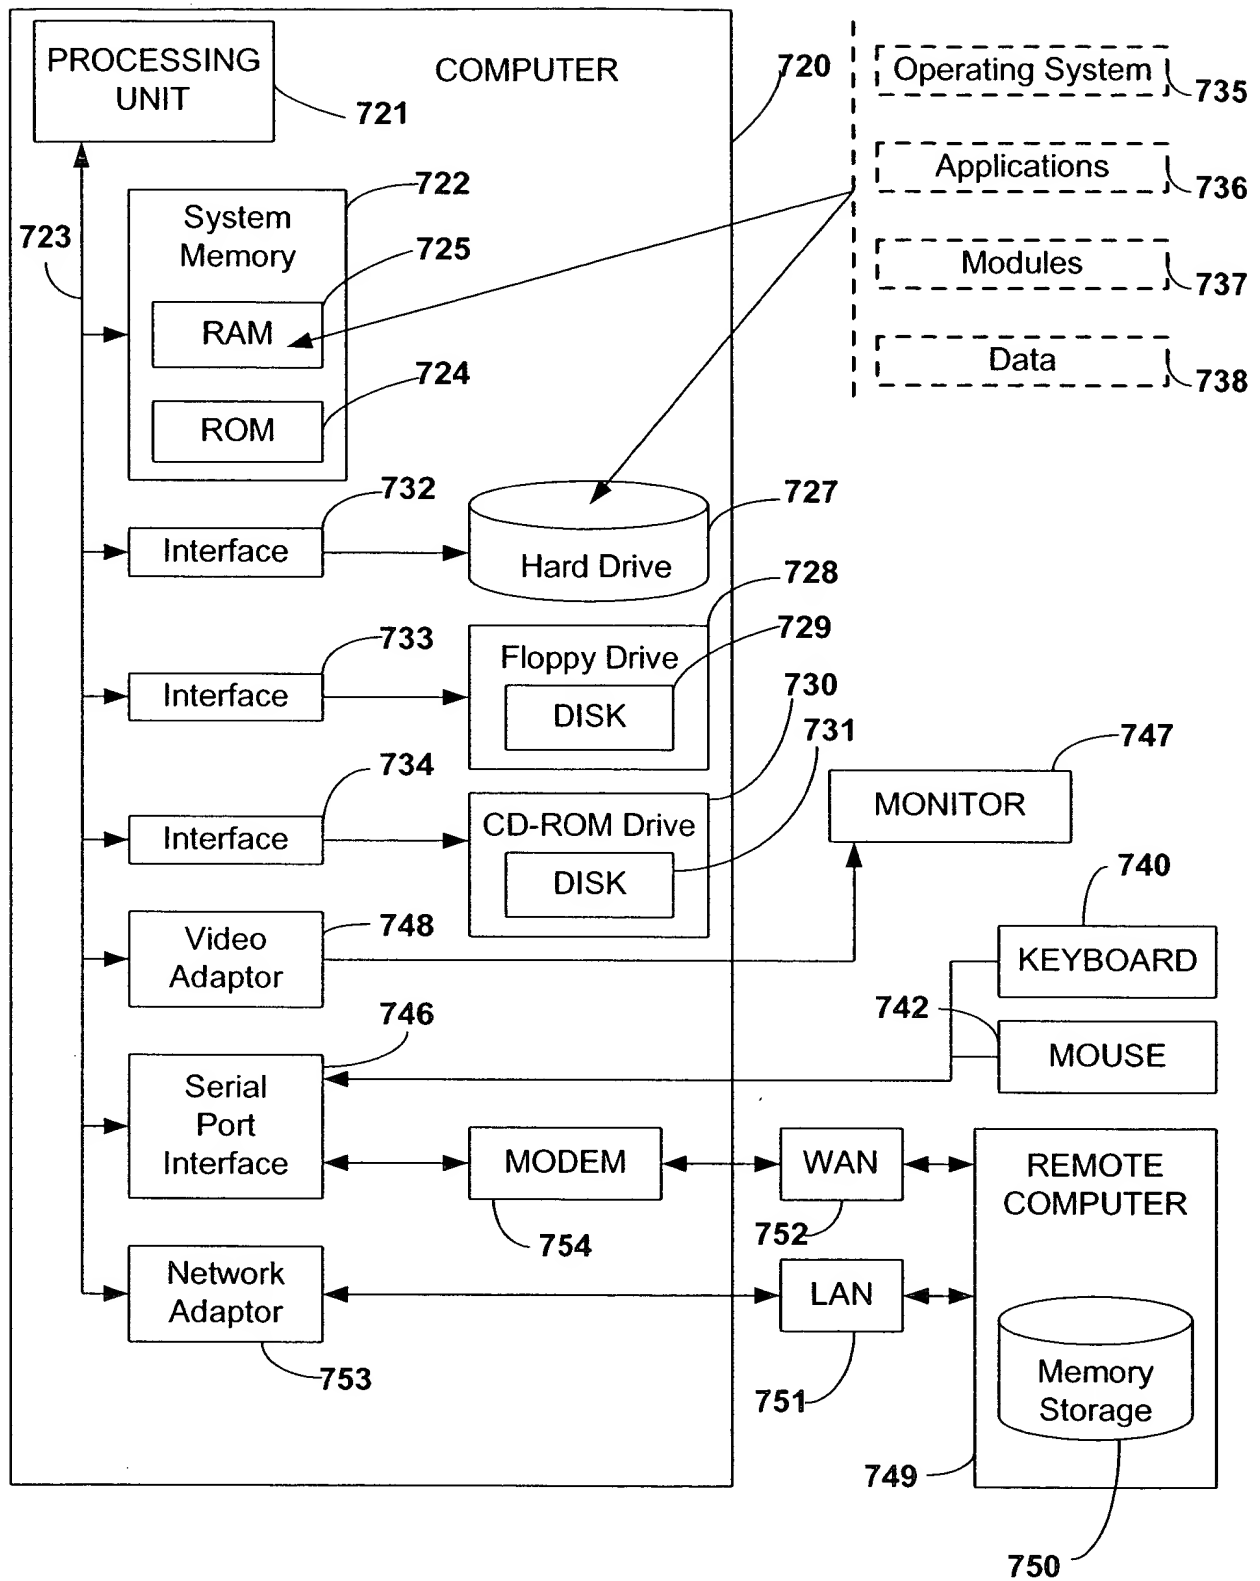 PROCESSING
UNIT
721
COMPUTER
720
Operating System
735
Applications
736
Modules
737
Data
738
723
722
System
Memory
725
RAM
724
ROM
732
Interface
727
Hard Drive
728
733
Interface
Floppy Drive
729
DISK
730
734
Interface
CD-ROM Drive
731
DISK
747
MONITOR
748
Video
Adaptor
740
KEYBOARD
742
MOUSE
746
Serial
Port
Interface
MODEM
754
WAN
752
REMOTE
COMPUTER
Network
Adaptor
753
LAN
751
Memory
Storage
749
750